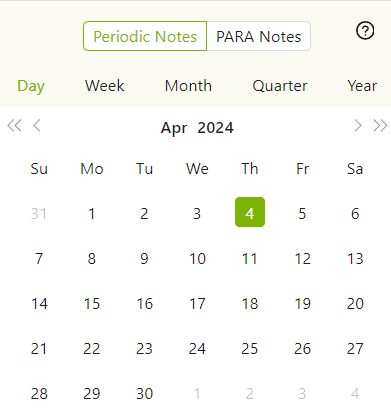 Periodic Notes PARA Notes ?
Day Week Month Quarter Year
Apr 2024
Su Mo Tu We Th Fr Sa
31 1 2 3 4 5 6
7 8 9 10 11 12 13
14 15 16 17 18 19 20
21 22 23 24 25 26 27
28 29 30 1 2 3 4